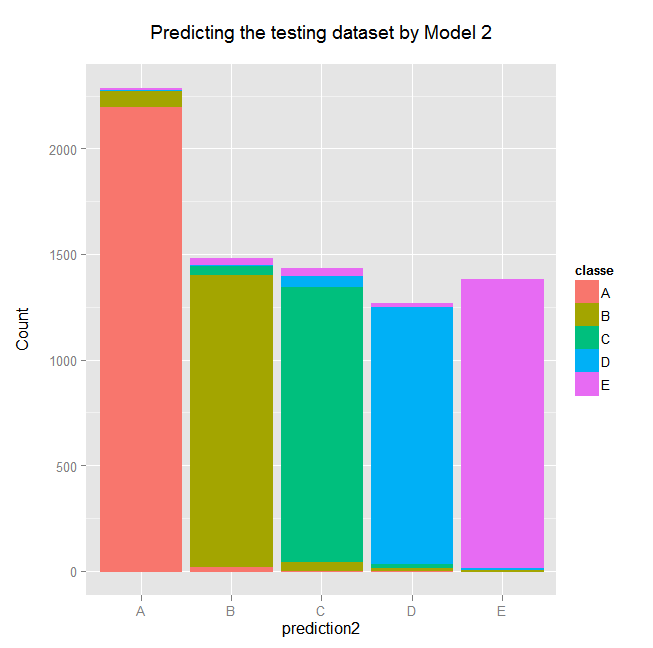 Predicting the testing dataset by Model 2
Count
2000
1500
1000
500
0
A
B
C
D
E
prediction2
classe
A
B
C
D
E